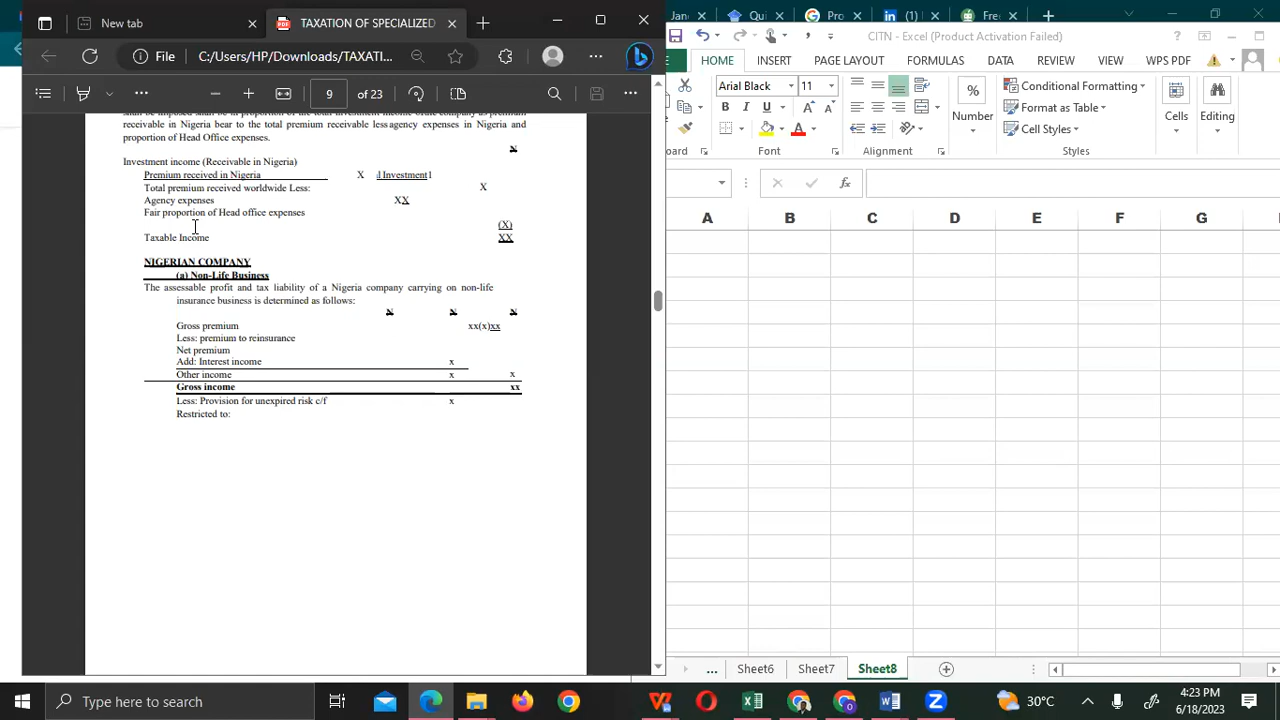 New tab
TAXATION OF SPECIALIZED
File
C:/Users/HP/Downloads/TAXATI...
9 of 23
receivable in Nigeria bear to the total premium receivable less agency expenses in Nigeria and
proportion of Head Office expenses.
N
Investment income (Receivable in Nigeria)
Premium received in Nigeria X l Investment1
Total premium received worldwide Less: X
Agency expenses XX
Fair proportion of Head office expenses
(X)
Taxable Income XX
NIGERIAN COMPANY
(a) Non-Life Business
The assessable profit and tax liability of a Nigeria company carrying on non-life
insurance business is determined as follows:
N N N
Gross premium xx(x)xx
Less: premium to reinsurance
Net premium
Add: Interest income x
Other income x x
Gross income xx
Less: Provision for unexpired risk c/f x
Restricted to:
Jan
Qui
Pro
in (
Fre
CITN - Excel (Product Activation Failed)
HOME INSERT PAGE LAYOUT FORMULAS DATA REVIEW VIEW WPS PDF
Arial Black 11
B I U
A A
A
%
Number
Conditional Formatting
Format as Table
Cell Styles
Cells
Editing
oard Font Alignment Styles
fx
A B C D E F G
... Sheet6 Sheet7 Sheet8
Type here to search
30°C
4:23 PM
6/18/2023